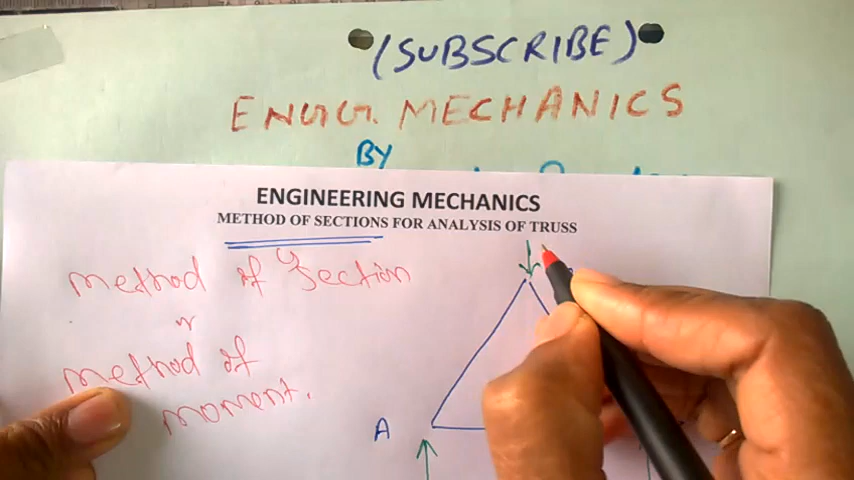 (SUBSCRIBE)
ENGG. MECHANICS
BY
ENGINEERING MECHANICS
METHOD OF SECTIONS FOR ANALYSIS OF TRUSS
method of Section
or
method of
moment.
A